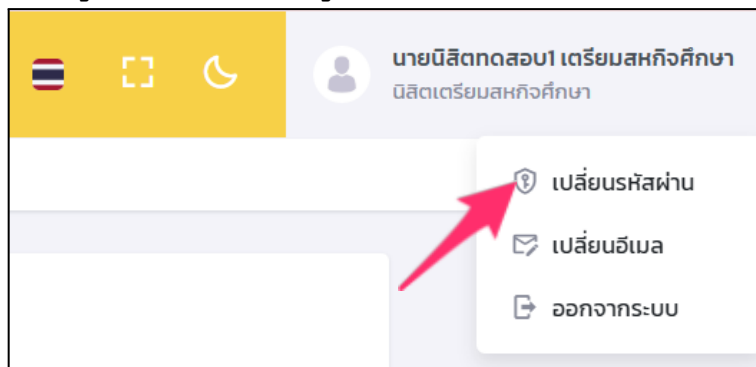 นายนิสิตทดสอบ1 เตรียมสหกิจศึกษา
นิสิตเตรียมสหกิจศึกษา
เปลี่ยนรหัสผ่าน
เปลี่ยนอีเมล
ออกจากระบบ